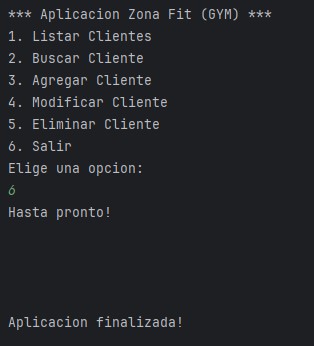 *** Aplicacion Zona Fit (GYM) ***
1. Listar Clientes
2. Buscar Cliente
3. Agregar Cliente
4. Modificar Cliente
5. Eliminar Cliente
6. Salir
Elige una opcion:
6
Hasta pronto!
Aplicacion finalizada!